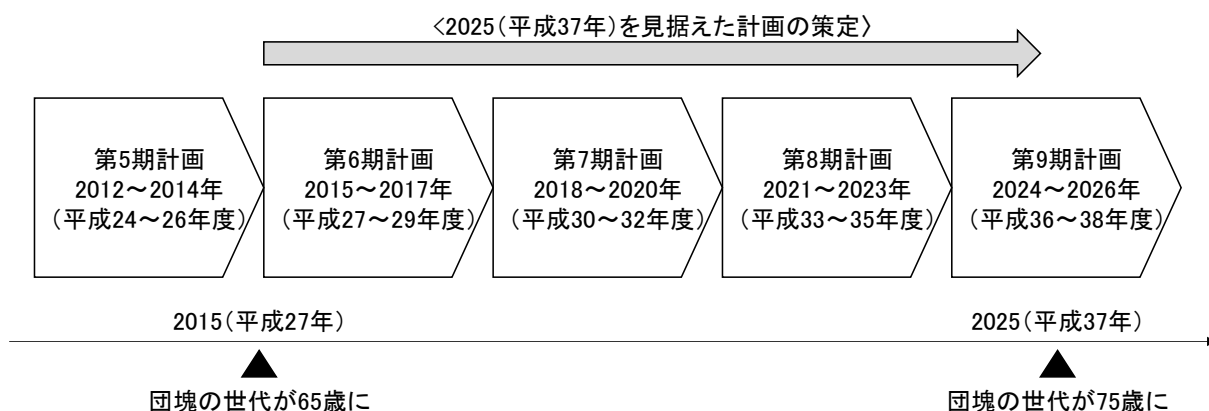 <2025(平成37年)を見据えた計画の策定>
第5期計画
2012~2014年
(平成24~26年度)
第6期計画
2015~2017年
(平成27~29年度)
第7期計画
2018~2020年
(平成30~32年度)
第8期計画
2021~2023年
(平成33~35年度)
第9期計画
2024~2026年
(平成36~38年度)
2015(平成27年)
2025(平成37年)
団塊の世代が65歳に
団塊の世代が75歳に